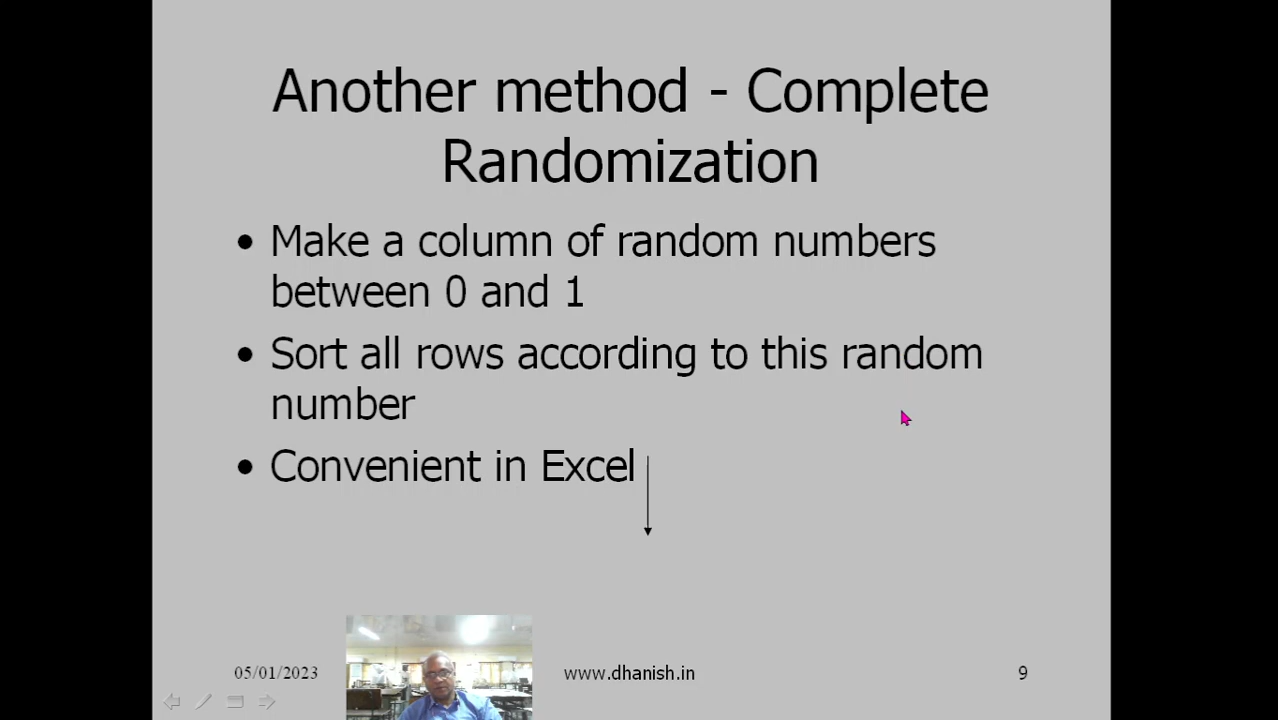 Another method - Complete
Randomization
• Make a column of random numbers
between 0 and 1
• Sort all rows according to this random
number
• Convenient in Excel
05/01/2023
www.dhanish.in
9